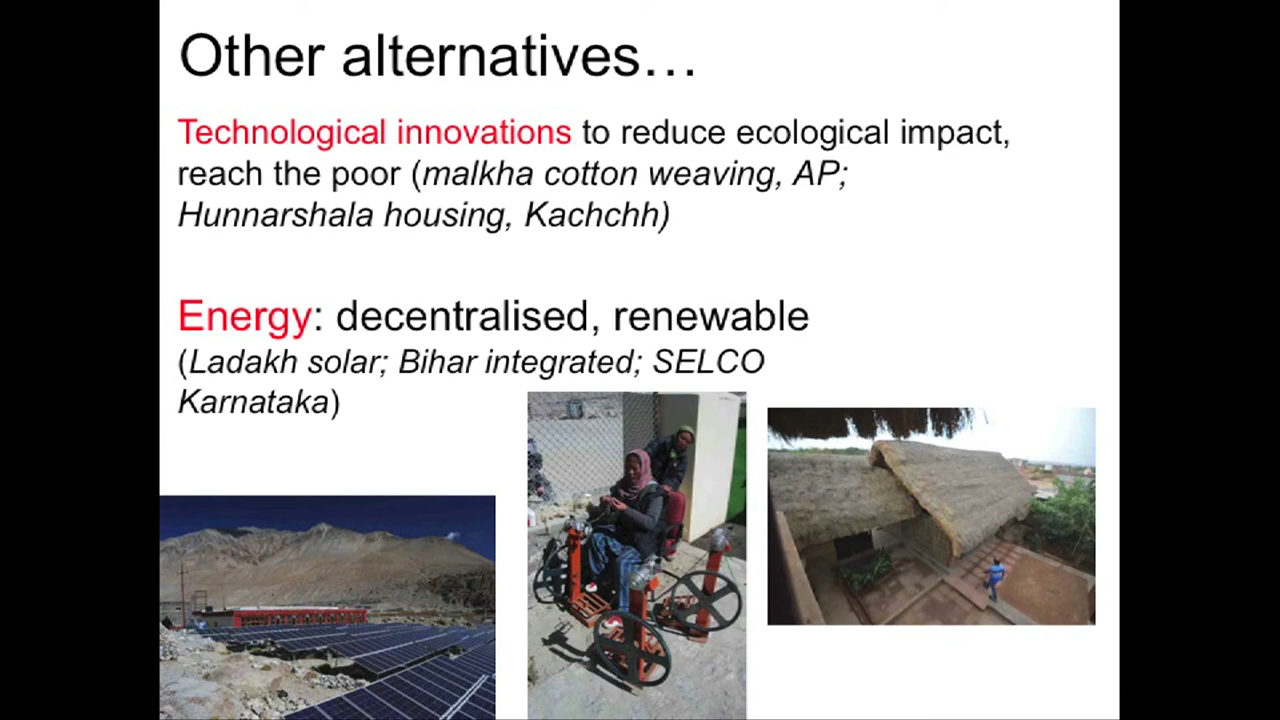 Other alternatives…
Technological innovations to reduce ecological impact,
reach the poor (malkha cotton weaving, AP;
Hunnarshala housing, Kachchh)
Energy: decentralised, renewable
(Ladakh solar; Bihar integrated; SELCO
Karnataka)